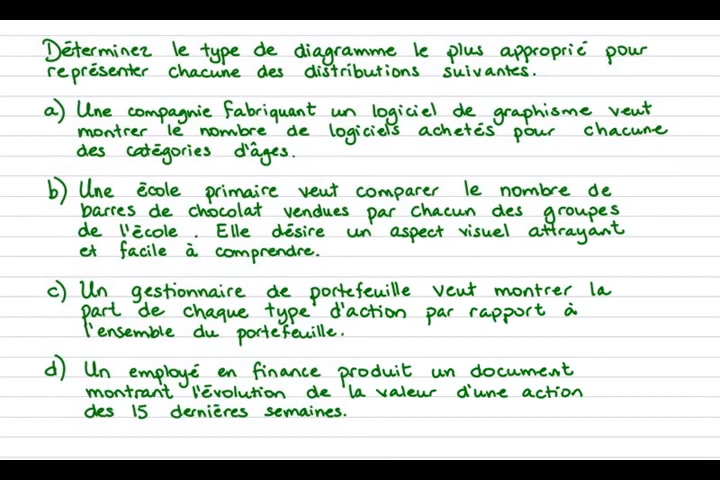 Déterminez le type de diagramme le plus approprié pour
représenter chacune des distributions suivantes.
a) Une compagnie fabriquant un logiciel de graphisme veut
montrer le nombre de logiciels achetés pour chacune
des catégories d'âges.
b) Une école primaire veut comparer le nombre de
barres de chocolat vendues par chacun des groupes
de l'école. Elle désire un aspect visuel attrayant
et facile à comprendre.
c) Un gestionnaire de portefeuille veut montrer la
part de chaque type d'action par rapport à
l'ensemble du portefeuille.
d) Un employé en finance produit un document
montrant l'évolution de la valeur d'une action
des 15 dernières semaines.